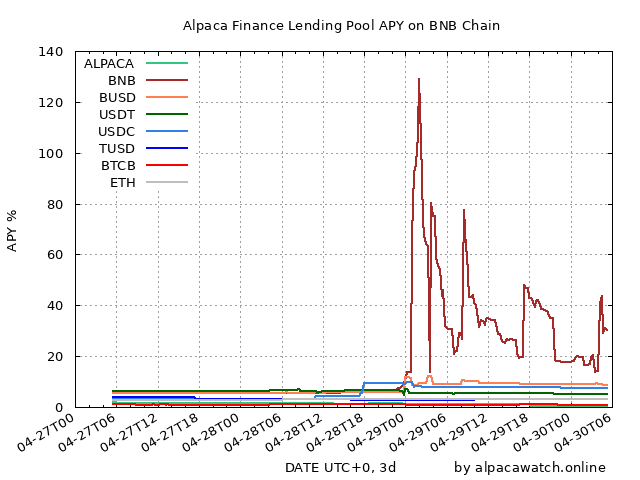 Alpaca Finance Lending Pool APY on BNB Chain
APY %
140
120
100
80
60
40
20
0
ALPACA
BNB
BUSD
USDT
USDC
TUSD
BTCB
ETH
04-27T00
04-27T06
04-27T12
04-27T18
04-28T00
04-28T06
04-28T12
04-28T18
04-29T00
04-29T06
04-29T12
04-29T18
04-30T00
04-30T06
DATE UTC+0, 3d
by alpacawatch.online